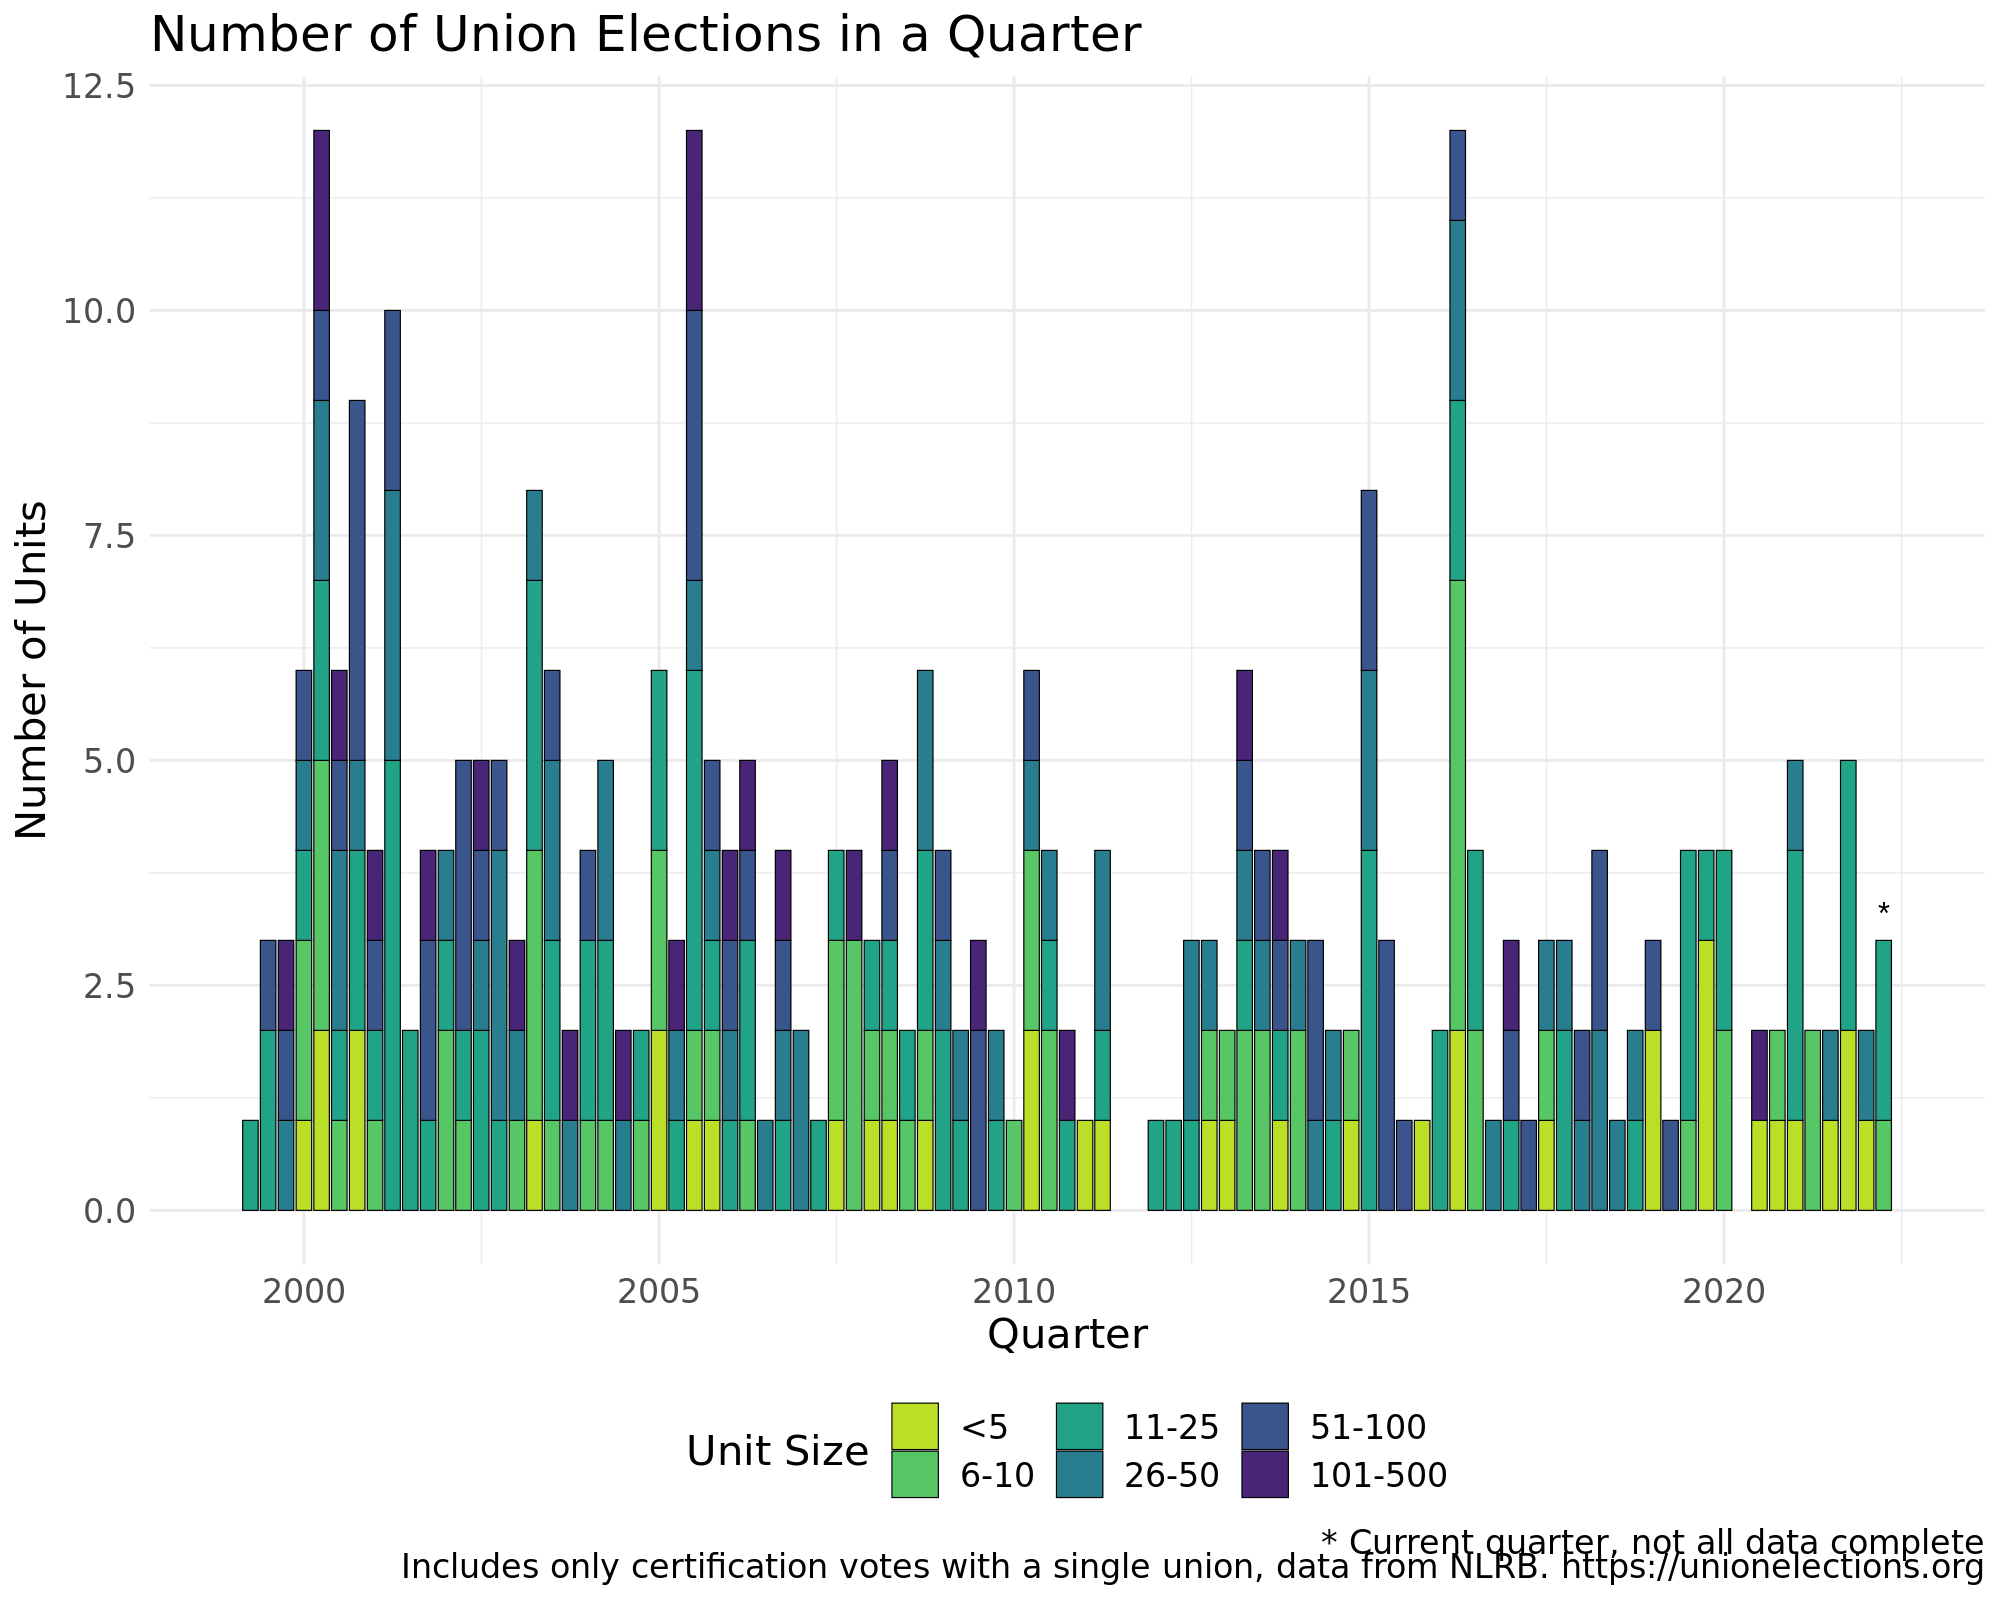 Number of Union Elections in a Quarter
Number of Units
12.5
10.0
7.5
5.0
2.5
0.0
*
2000 2005 2010 2015 2020
Quarter
Unit Size
<5 11-25 51-100
6-10 26-50 101-500
* Current quarter, not all data complete
Includes only certification votes with a single union, data from NLRB. https://unionelections.org